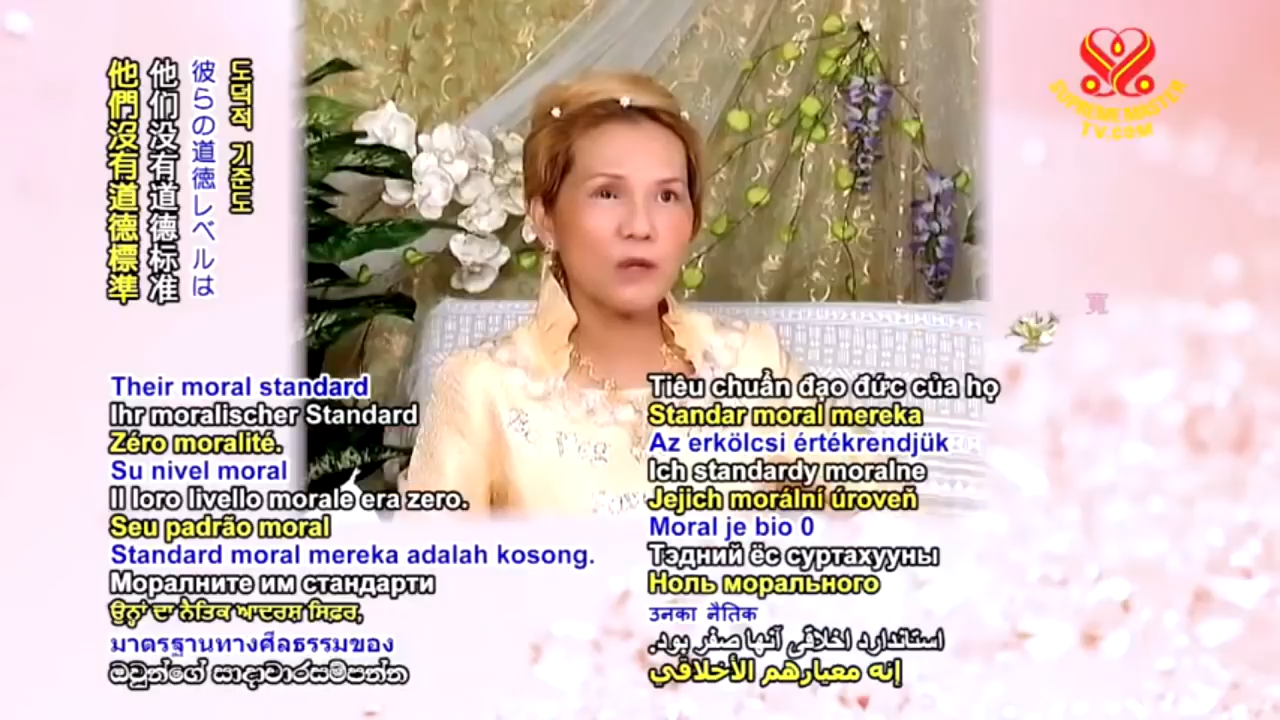 도덕적 기준도
彼らの道徳レベルは
他们没有道德标准
他們沒有道德標準
SUPREME MASTER
TV.COM
寬
Their moral standard
Ihr moralischer Standard
Zéro moralité.
Su nivel moral
Il loro livello morale era zero.
Seu padrão moral
Standard moral mereka adalah kosong.
Моралните им стандарти
ਉਨ੍ਹਾਂ ਦਾ ਨੈਤਿਕ ਆਦਰਸ਼ ਸਿਫ਼ਰ,
มาตรฐานทางศีลธรรมของ
ඔවුන්ගේ සාදාචාරසම්පත්ත
Tiêu chuẩn đạo đức của họ
Standar moral mereka
Az erkölcsi értékrendjük
Ich standardy moralne
Jejich morální úroveň
Moral je bio 0
Тэдний ёс суртахууны
Ноль морального
उनका नैतिक
استاندارد اخلاقی آنها صفر بود.
إنه معيارهم الأخلاقي